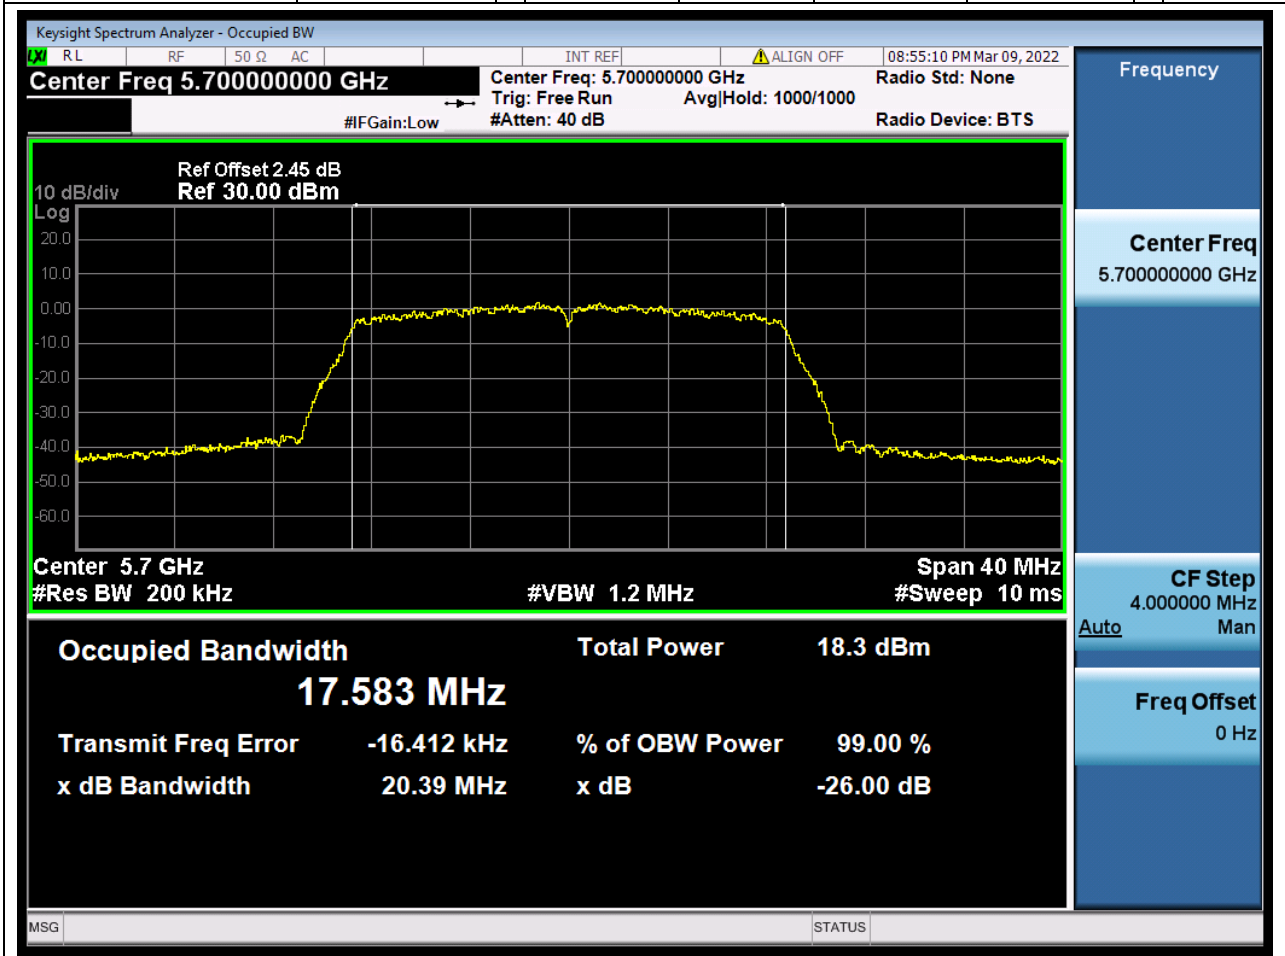 Keysight Spectrum Analyzer - Occupied BW
LXI RL RF 50 Ω AC INT REF ALIGN OFF 08:55:10 PM Mar 09, 2022
Center Freq 5.700000000 GHz
Center Freq: 5.700000000 GHz
Radio Std: None
Trig: Free Run Avg|Hold: 1000/1000
#IFGain:Low
#Atten: 40 dB
Radio Device: BTS
Ref Offset 2.45 dB
10 dB/div Ref 30.00 dBm
Log
20.0
10.0
0.00
-10.0
-20.0
-30.0
-40.0
-50.0
-60.0
Center 5.7 GHz Span 40 MHz
#Res BW 200 kHz #VBW 1.2 MHz #Sweep 10 ms
Occupied Bandwidth Total Power 18.3 dBm
17.583 MHz
Transmit Freq Error -16.412 kHz % of OBW Power 99.00 %
x dB Bandwidth 20.39 MHz x dB -26.00 dB
MSG STATUS
Frequency
Center Freq
5.700000000 GHz
CF Step
4.000000 MHz
Auto Man
Freq Offset
0 Hz